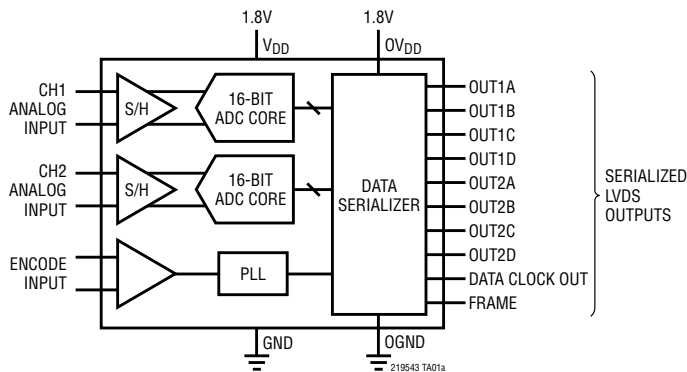 1.8V
1.8V
VDD
OVDD
CH1
ANALOG
INPUT
S/H
16-BIT
ADC CORE
CH2
ANALOG
INPUT
S/H
16-BIT
ADC CORE
ENCODE
INPUT
PLL
DATA
SERIALIZER
OUT1A
OUT1B
OUT1C
OUT1D
OUT2A
OUT2B
OUT2C
OUT2D
DATA CLOCK OUT
FRAME
SERIALIZED
LVDS
OUTPUTS
GND
OGND
219543 TA01a